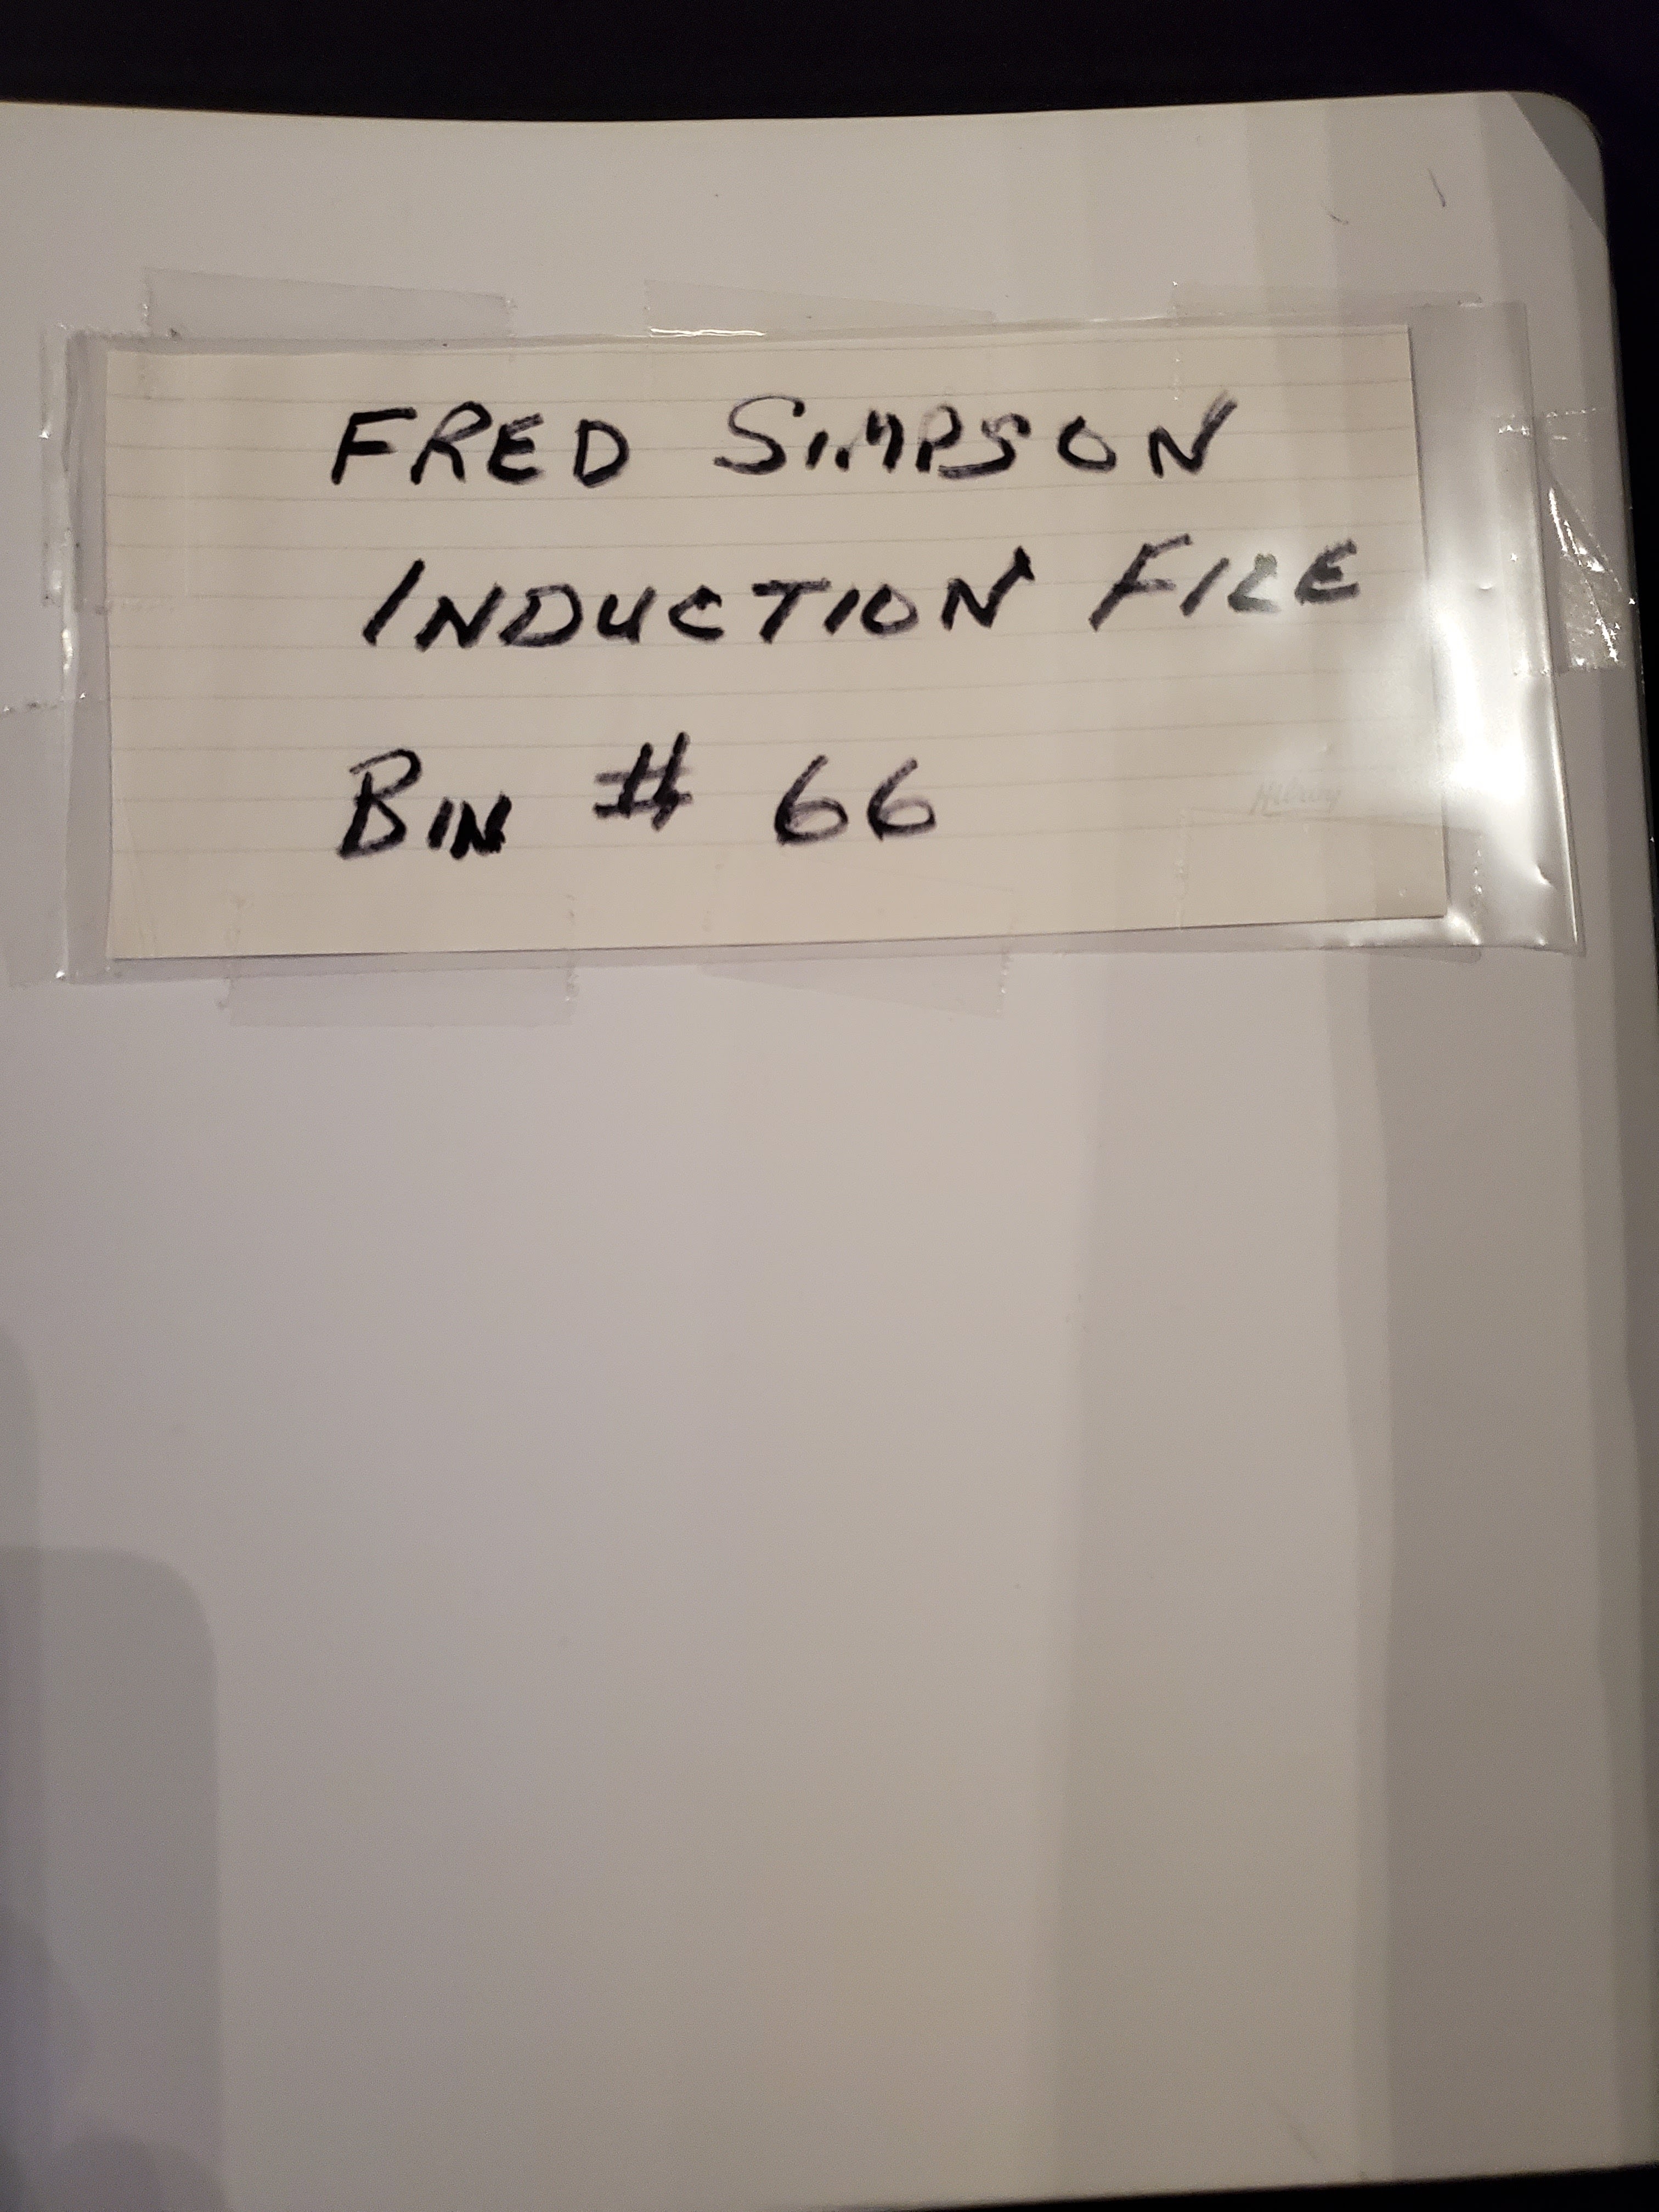 FRED SIMPSON
INDUCTION FILE
BIN # 66